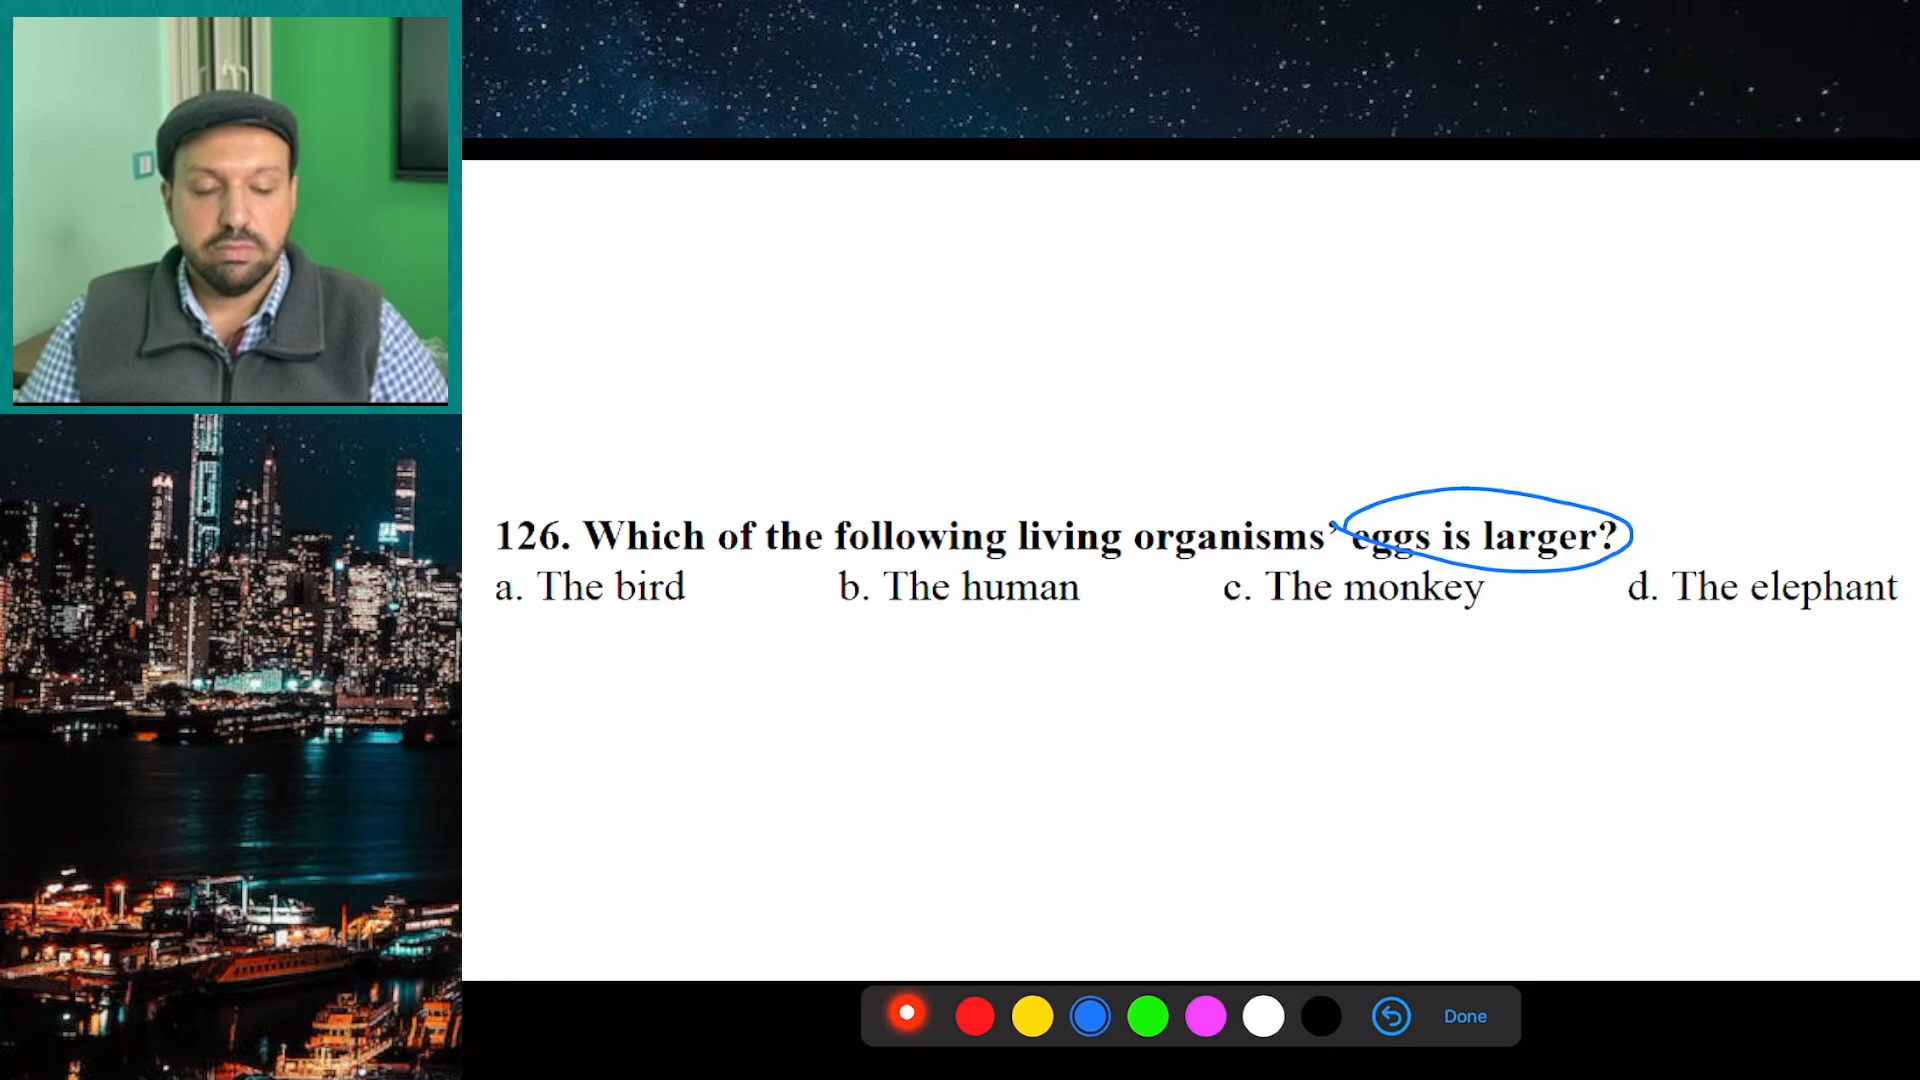 126. Which of the following living organisms’ eggs is larger?
a. The bird b. The human c. The monkey d. The elephant
Done